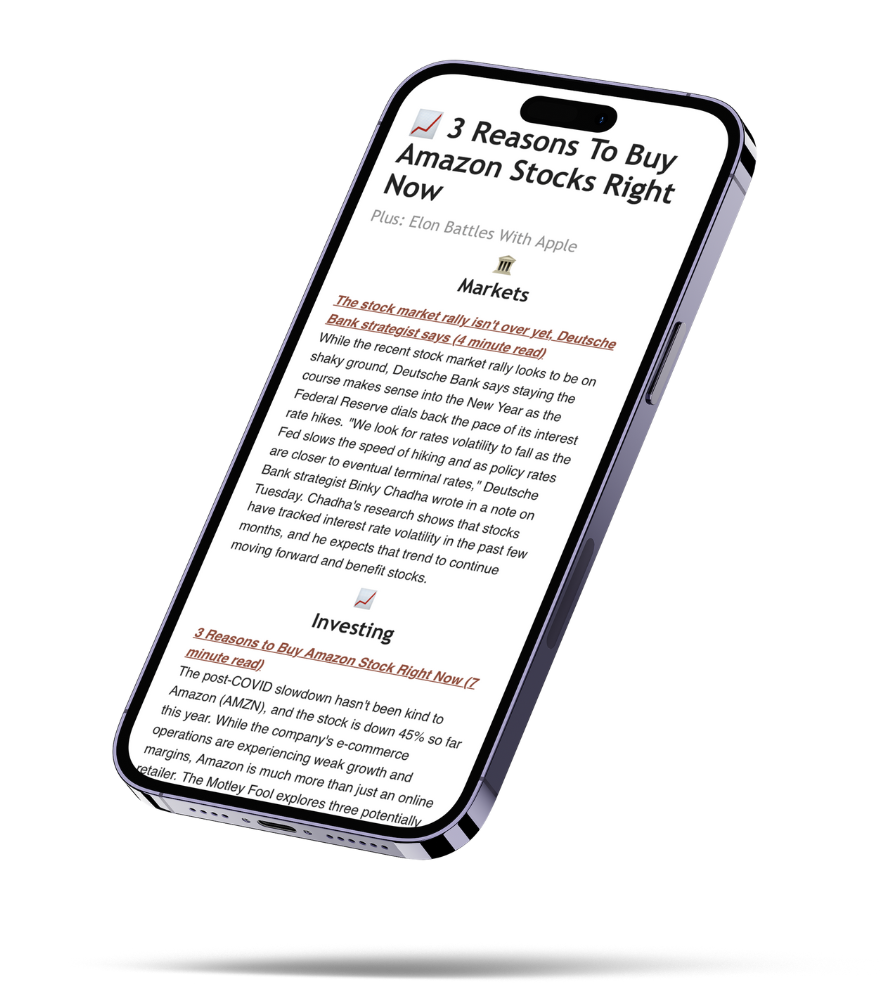 📈 3 Reasons To Buy
Amazon Stocks Right
Now
Plus: Elon Battles With Apple
🏛️
Markets
The stock market rally isn't over yet, Deutsche
Bank strategist says (4 minute read)
While the recent stock market rally looks to be on
shaky ground, Deutsche Bank says staying the
course makes sense into the New Year as the
Federal Reserve dials back the pace of its interest
rate hikes. "We look for rates volatility to fall as the
Fed slows the speed of hiking and as policy rates
are closer to eventual terminal rates," Deutsche
Bank strategist Binky Chadha wrote in a note on
Tuesday. Chadha's research shows that stocks
have tracked interest rate volatility in the past few
months, and he expects that trend to continue
moving forward and benefit stocks.
📈
Investing
3 Reasons to Buy Amazon Stock Right Now (7
minute read)
The post-COVID slowdown hasn't been kind to
Amazon (AMZN), and the stock is down 45% so far
this year. While the company's e-commerce
operations are experiencing weak growth and
margins, Amazon is much more than just an online
retailer. The Motley Fool explores three potentially